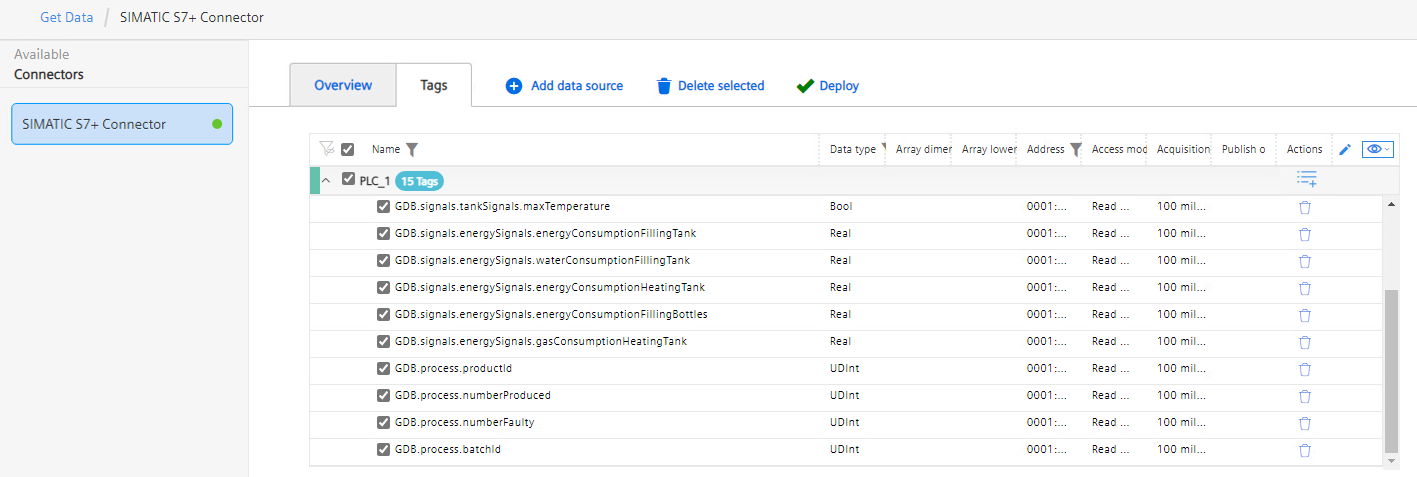 Get Data / SIMATIC S7+ Connector
Available
Connectors
SIMATIC S7+ Connector
Overview Tags Add data source Delete selected Deploy
Name Data type Array dimer Array lower Address Access mod Acquisition Publish o Actions
PLC_1 15 Tags
GDB.signals.tankSignals.maxTemperature Bool 0001:... Read ... 100 mil...
GDB.signals.energySignals.energyConsumptionFillingTank Real 0001:... Read ... 100 mil...
GDB.signals.energySignals.waterConsumptionFillingTank Real 0001:... Read ... 100 mil...
GDB.signals.energySignals.energyConsumptionHeatingTank Real 0001:... Read ... 100 mil...
GDB.signals.energySignals.energyConsumptionFillingBottles Real 0001:... Read ... 100 mil...
GDB.signals.energySignals.gasConsumptionHeatingTank Real 0001:... Read ... 100 mil...
GDB.process.productId UDInt 0001:... Read ... 100 mil...
GDB.process.numberProduced UDInt 0001:... Read ... 100 mil...
GDB.process.numberFaulty UDInt 0001:... Read ... 100 mil...
GDB.process.batchId UDInt 0001:... Read ... 100 mil...